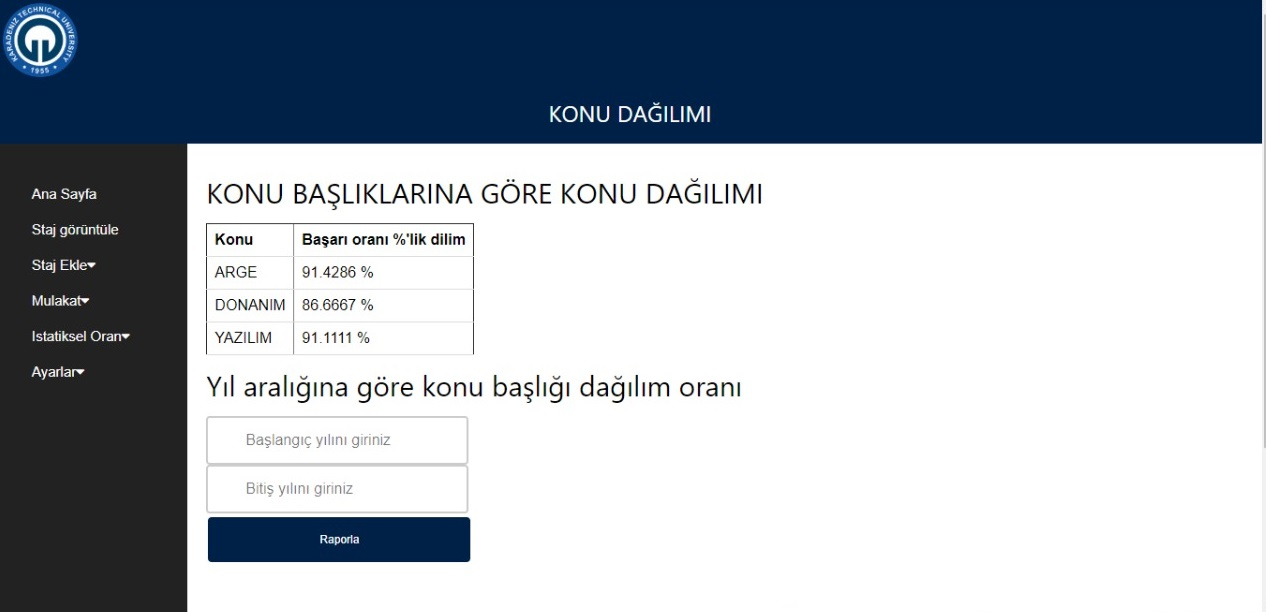 KARADENIZ TECHNICAL UNIVERSITY
1955
KONU DAĞILIMI
Ana Sayfa
Staj görüntüle
Staj Ekle
Mulakat
Istatiksel Oran
Ayarlar
KONU BAŞLIKLARINA GÖRE KONU DAĞILIMI
Konu Başarı oranı %'lik dilim
ARGE 91.4286 %
DONANIM 86.6667 %
YAZILIM 91.1111 %
Yıl aralığına göre konu başlığı dağılım oranı
Başlangıç yılını giriniz
Bitiş yılını giriniz
Raporla